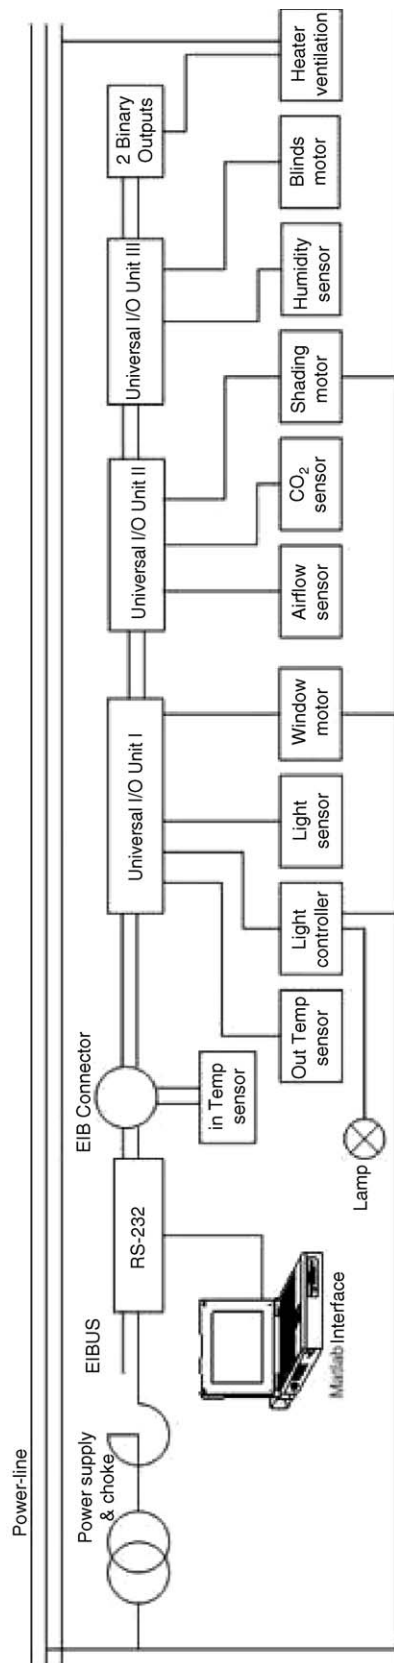 Power-line
Power supply
& choke
EIBUS
RS-232
Matlab Interface
EIB Connector
in Temp
sensor
Lamp
Universal I/O Unit I
Out Temp
sensor
Light
controller
Light
sensor
Window
motor
Universal I/O Unit II
Airflow
sensor
CO₂
sensor
Shading
motor
Universal I/O Unit III
Humidity
sensor
Blinds
motor
2 Binary
Outputs
Heater
ventilation